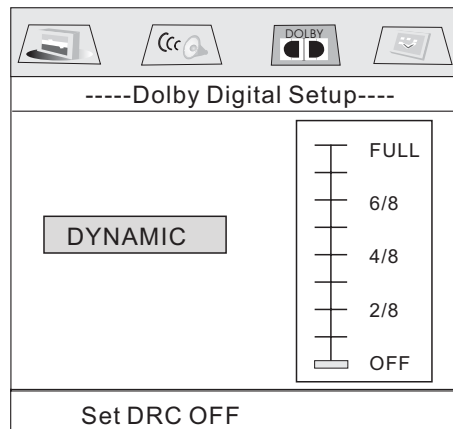 DOLBY
-----Dolby Digital Setup----
DYNAMIC
FULL
6/8
4/8
2/8
OFF
Set DRC OFF